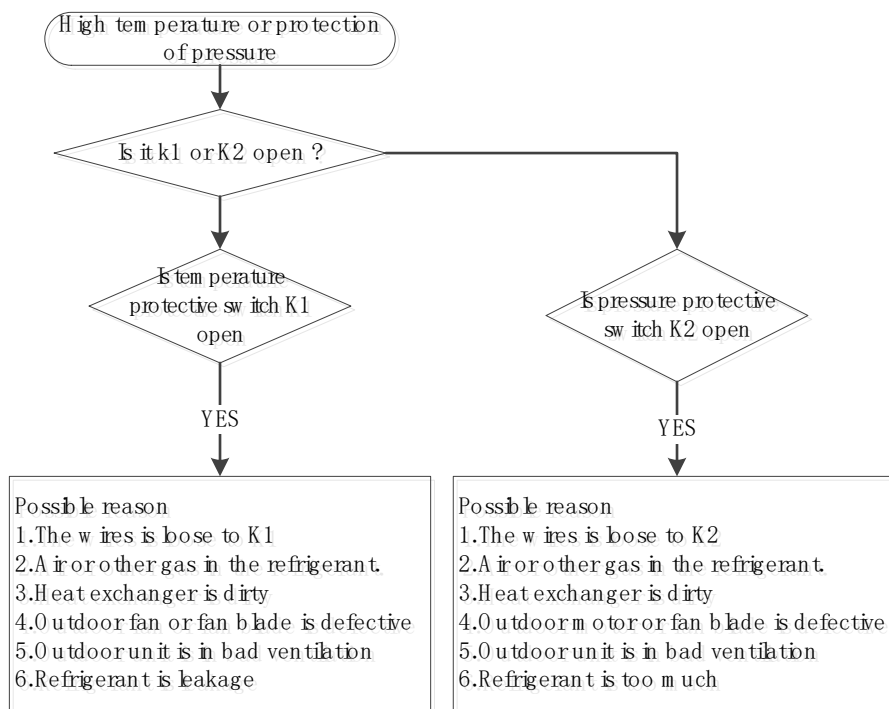 High temperature or protection
of pressure
Is it k1 or K2 open ?
Is temperature
protective switch K1
open
Is pressure protective
switch K2 open
YES
YES
Possible reason
1.The wires is loose to K1
2.Air or other gas in the refrigerant.
3.Heat exchanger is dirty
4.Outdoor fan or fan blade is defective
5.Outdoor unit is in bad ventilation
6.Refrigerant is leakage
Possible reason
1.The wires is loose to K2
2.Air or other gas in the refrigerant.
3.Heat exchanger is dirty
4.Outdoor motor or fan blade is defective
5.Outdoor unit is in bad ventilation
6.Refrigerant is too much